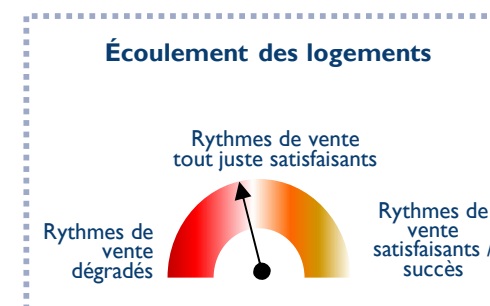 Écoulement des logements
Rythmes de vente
tout juste satisfaisants
Rythmes de
vente
dégradés
Rythmes de
vente
satisfaisants /
succès